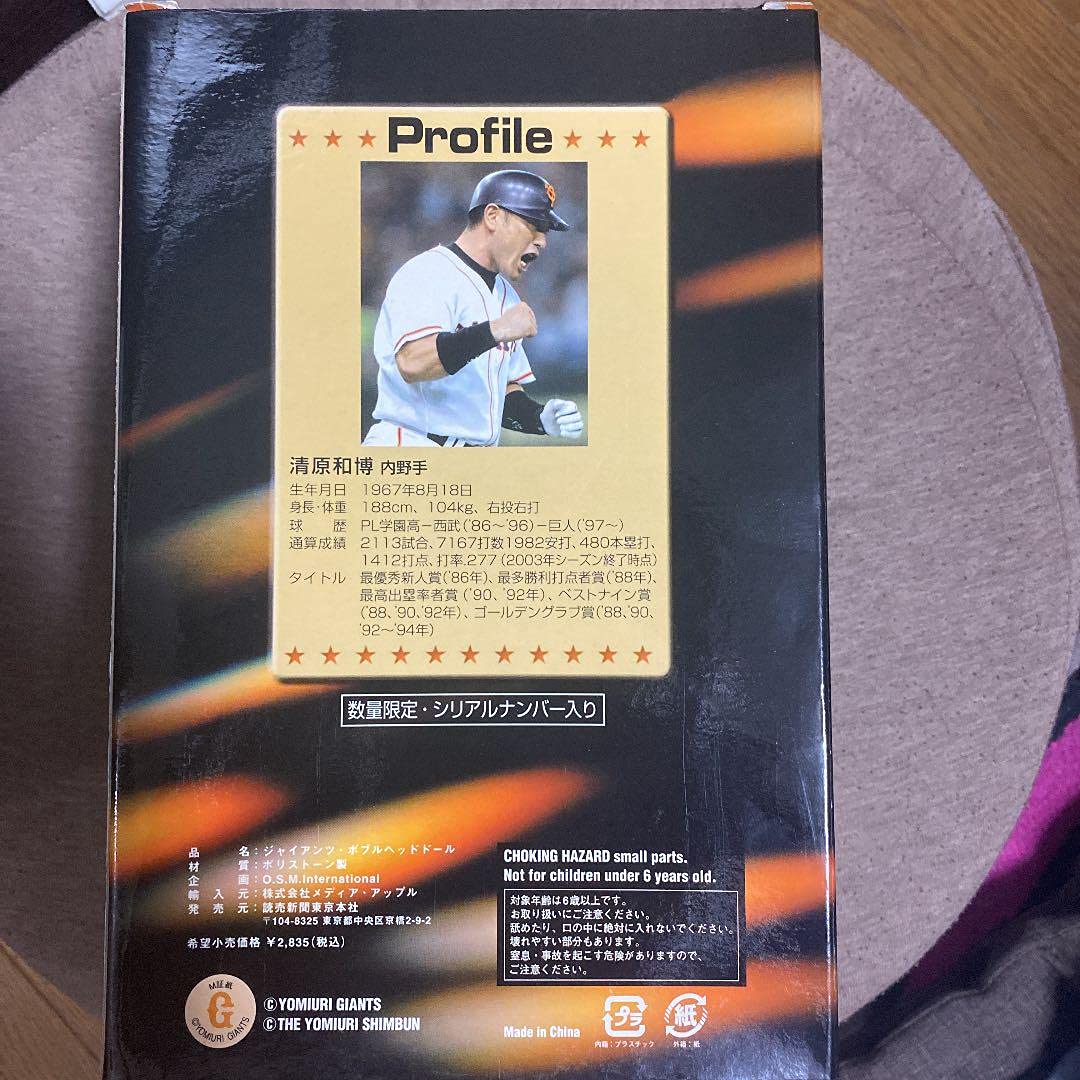 ★★★ Profile ★★★
清原和博 内野手
生年月日 1967年8月18日
身長・体重 188cm、104kg、右投右打
球歴 PL学園高−西武('86〜'96)−巨人('97〜)
通算成績 2113試合、7167打数1982安打、480本塁打、
1412打点、打率.277(2003年シーズン終了時点)
タイトル 最優秀新人賞('86年)、最多勝利打点者賞('88年)、
最高出塁率者賞('90、'92年)、ベストナイン賞
('88、'90、'92年)、ゴールデングラブ賞('88、'90、
'92〜'94年)
★★★★★★★★★★★
数量限定・シリアルナンバー入り
品名：ジャイアンツ・ボブルヘッドドール
材質：ポリストーン製
企画：O.S.M.International
輸入元：株式会社メディア・アップル
発売元：読売新聞東京本社
〒104-8325 東京都中央区京橋2-9-2
希望小売価格 ¥2,835(税込)
CHOKING HAZARD small parts.
Not for children under 6 years old.
対象年齢は6歳以上です。
お取り扱いにご注意ください。
舐めたり、口の中に絶対に入れないでください。
壊れやすい部分もあります。
窒息・事故を起こす危険がありますので、
ご注意ください。
M証紙
G
©YOMIURI GIANTS
©YOMIURI GIANTS
©THE YOMIURI SHIMBUN
Made in China
プラ
内箱：プラスチック
紙
外箱：紙